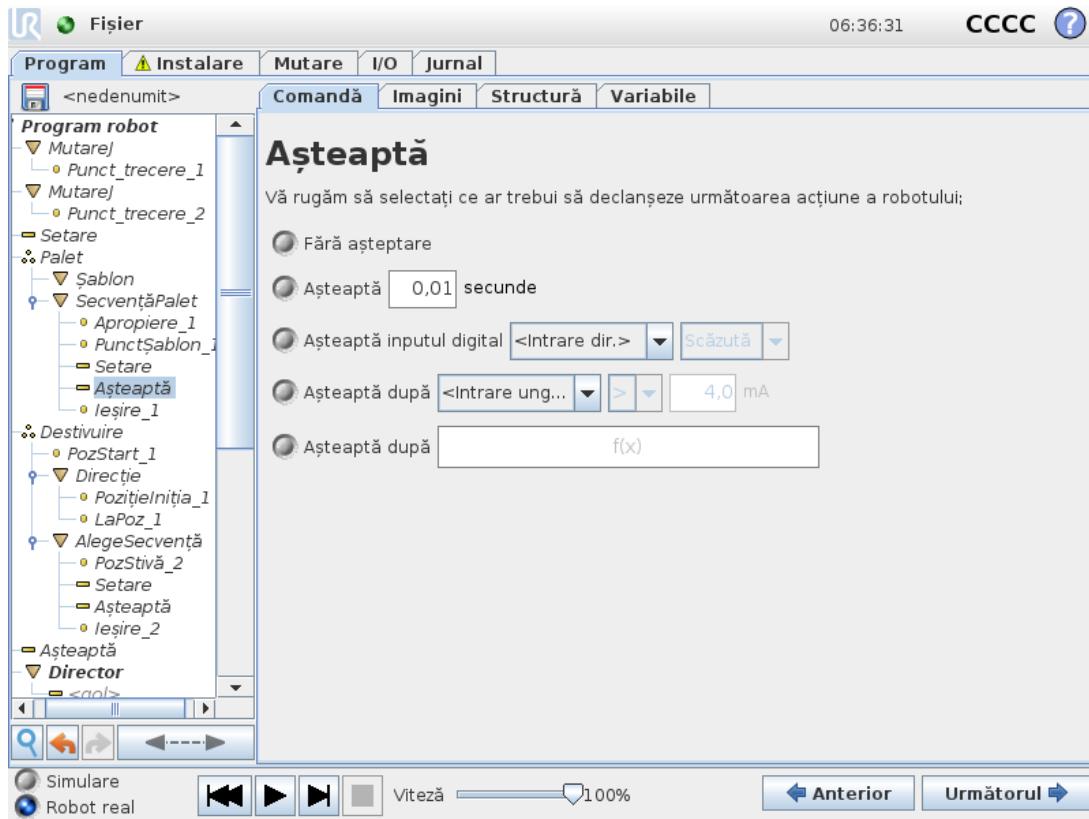 UR Fișier 06:36:31 CCCC ?
Program Instalare Mutare I/O Jurnal
<nedenumit>
Comandă Imagini Structură Variabile
Program robot
MutareJ
Punct_trecere_1
MutareJ
Punct_trecere_2
Setare
Palet
Șablon
SecvențăPalet
Apropiere_1
PunctȘablon_1
Setare
Așteaptă
Ieșire_1
Destivuire
PozStart_1
Direcție
PozițieIniția_1
LaPoz_1
AlegeSecvență
PozStivă_2
Setare
Așteaptă
Ieșire_2
Așteaptă
Director
<gol>
Așteaptă
Vă rugăm să selectați ce ar trebui să declanșeze următoarea acțiune a robotului;
Fără așteptare
Așteaptă 0,01 secunde
Așteaptă inputul digital <Intrare dir.> Scăzută
Așteaptă după <Intrare ung... > 4,0 mA
Așteaptă după f(x)
Simulare
Robot real
Viteză 100%
Anterior Următorul